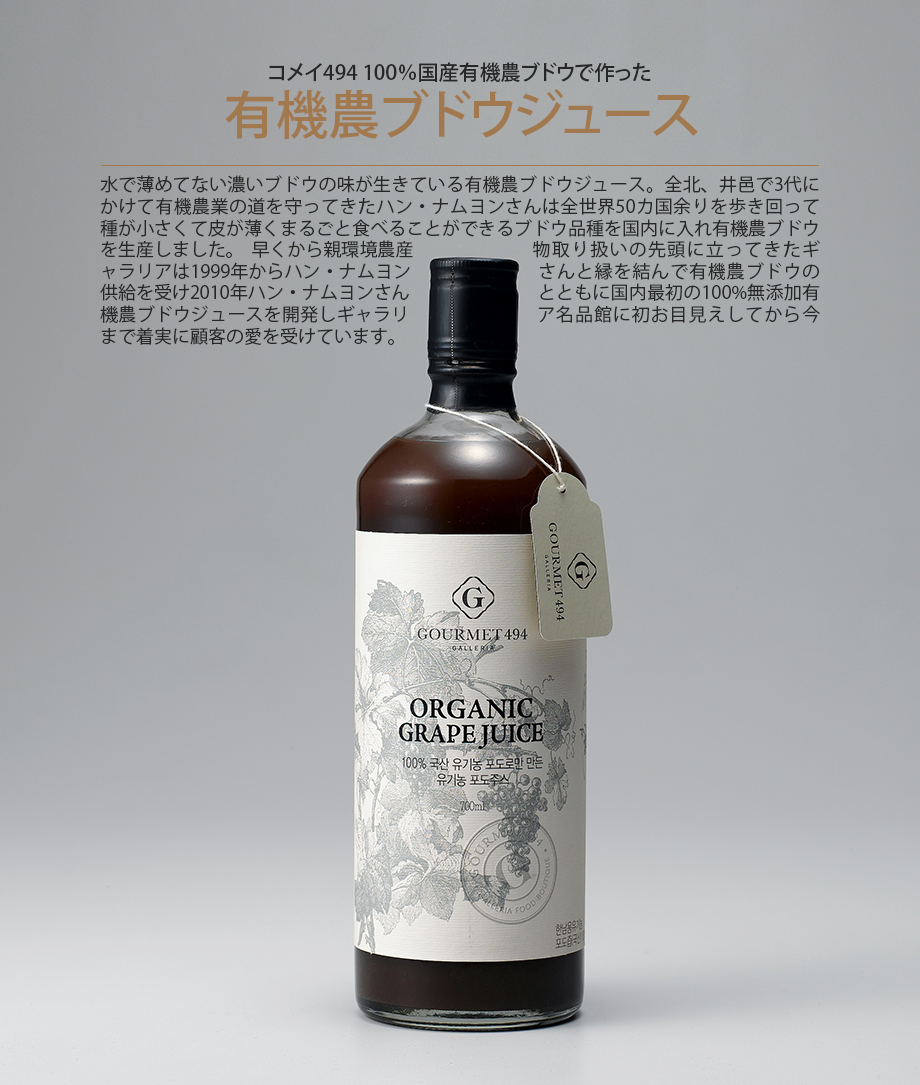 コメイ494 100%国産有機農ブドウで作った
有機農ブドウジュース
水で薄めてない濃いブドウの味が生きている有機農ブドウジュース。全北、井邑で3代に
かけて有機農業の道を守ってきたハン・ナムヨンさんは全世界50カ国余りを歩き回って
種が小さくて皮が薄くまるごと食べることができるブドウ品種を国内に入れ有機農ブドウ
を生産しました。 早くから親環境農産物取り扱いの先頭に立ってきたギ
ャラリアは1999年からハン・ナムヨンさんと縁を結んで有機農ブドウの
供給を受け2010年ハン・ナムヨンさんとともに国内最初の100%無添加有
機農ブドウジュースを開発しギャラリア名品館に初お目見えしてから今
まで着実に顧客の愛を受けています。
G
GOURMET 494
GALLERIA
G
GOURMET 494
GALLERIA
ORGANIC
GRAPE JUICE
100% 국산 유기농 포도로만 만든
유기농 포도주스
700mL
GOURMET 494
G
GALLERIA FOOD BOUTIQUE